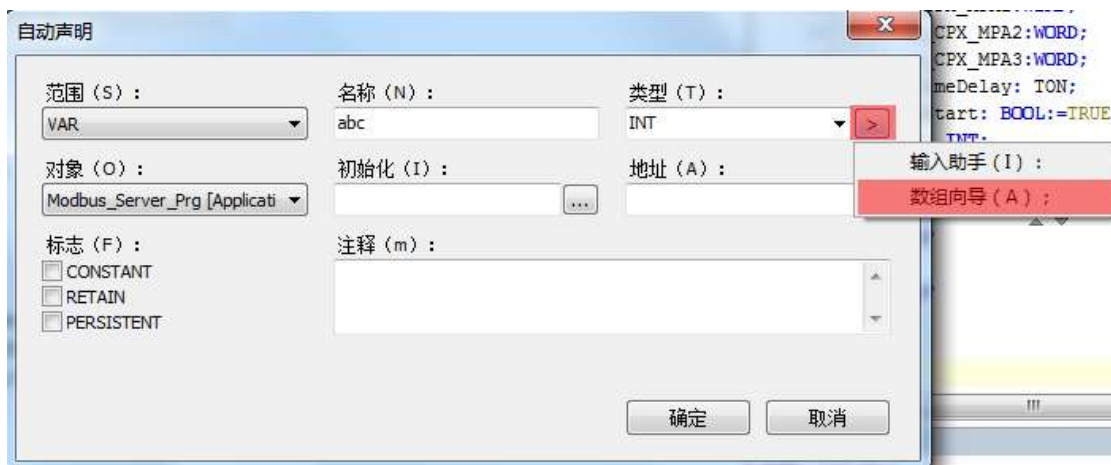 自动声明
范围 (S) : 名称 (N) : 类型 (T) :
VAR abc INT >
对象 (O) : 初始化 (I) : 地址 (A) :
Modbus_Server_Prg [Applicati ...
标志 (F) : 注释 (m) :
CONSTANT
RETAIN
PERSISTENT
确定 取消
CPX_MPA2:WORD;
CPX_MPA3:WORD;
meDelay: TON;
tart: BOOL:=TRUE
INT;
输入助手 (I) :
数组向导 (A) ;